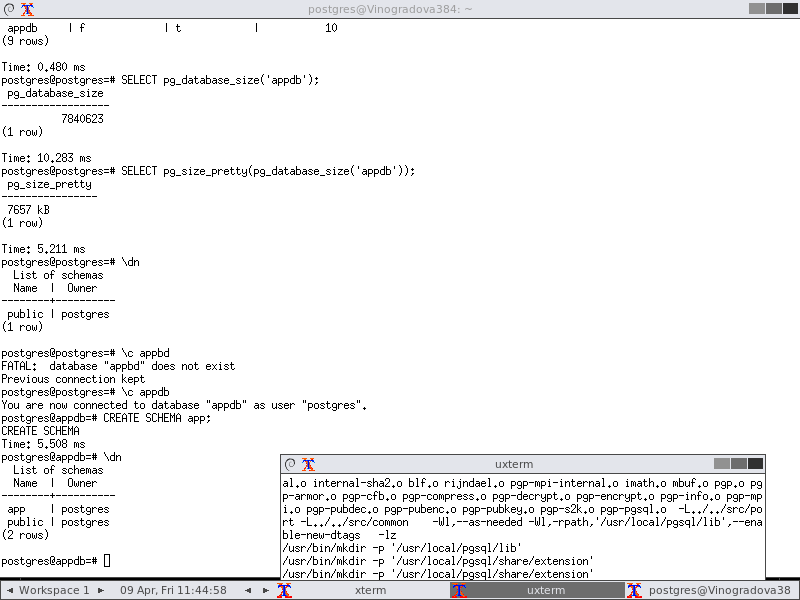 postgres@Vinogradova384: ~
appdb | f | t | 10
(9 rows)
Time: 0.480 ms
postgres@postgres=# SELECT pg_database_size('appdb');
pg_database_size
------------------
7840623
(1 row)
Time: 10.283 ms
postgres@postgres=# SELECT pg_size_pretty(pg_database_size('appdb'));
pg_size_pretty
----------------
7657 kB
(1 row)
Time: 5.211 ms
postgres@postgres=# \dn
List of schemas
Name | Owner
--------+----------
public | postgres
(1 row)
postgres@postgres=# \c appbd
FATAL:  database "appbd" does not exist
Previous connection kept
postgres@postgres=# \c appdb
You are now connected to database "appdb" as user "postgres".
postgres@appdb=# CREATE SCHEMA app;
CREATE SCHEMA
Time: 5.508 ms
postgres@appdb=# \dn
List of schemas
Name | Owner
--------+----------
app | postgres
public | postgres
(2 rows)
postgres@appdb=#
uxterm
al.o internal-sha2.o blf.o rijndael.o pgp-mpi-internal.o imath.o mbuf.o pgp.o pg
p-armor.o pgp-cfb.o pgp-compress.o pgp-decrypt.o pgp-encrypt.o pgp-info.o pgp-mp
i.o pgp-pubdec.o pgp-pubenc.o pgp-pubkey.o pgp-s2k.o pgp-pgsql.o  -L../../src/po
rt -L../../src/common    -Wl,--as-needed -Wl,-rpath,'/usr/local/pgsql/lib',--ena
ble-new-dtags   -lz
/usr/bin/mkdir -p '/usr/local/pgsql/lib'
/usr/bin/mkdir -p '/usr/local/pgsql/share/extension'
/usr/bin/mkdir -p '/usr/local/pgsql/share/extension'
Workspace 1 09 Apr, Fri 11:44:58 xterm uxterm postgres@Vinogradova38